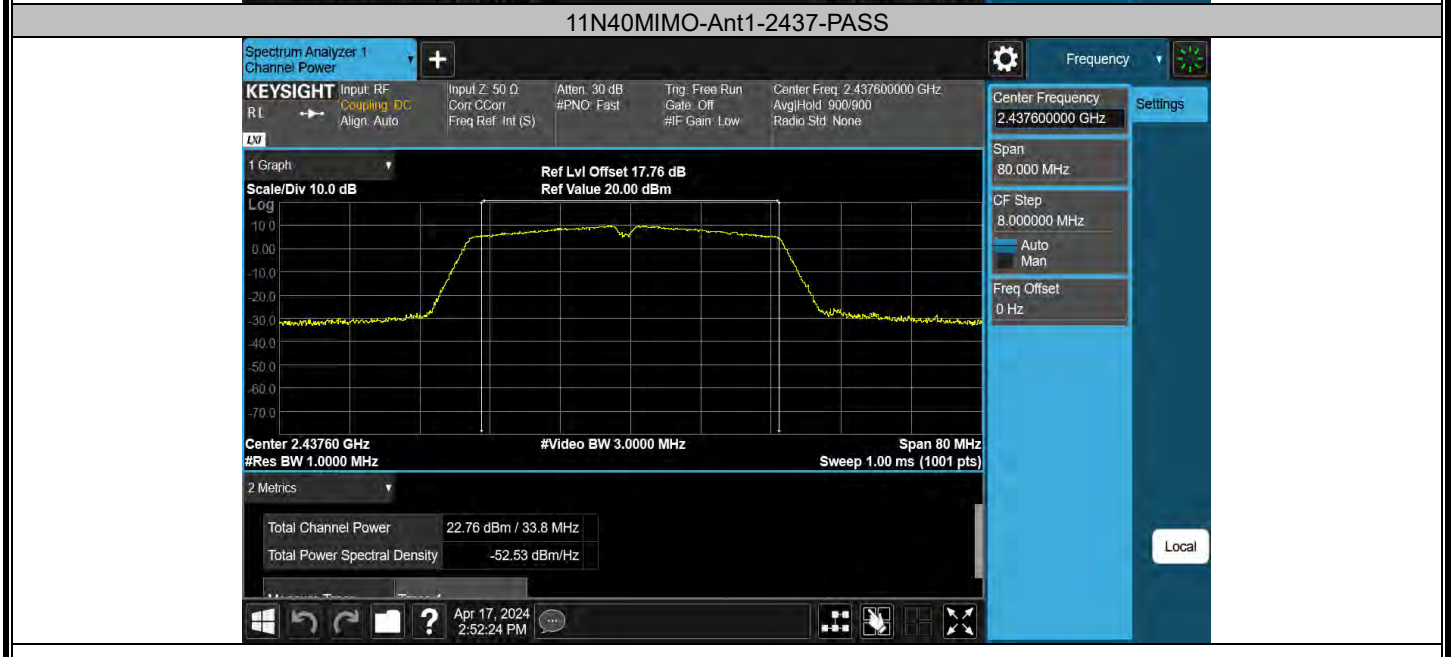 11N40MIMO-Ant1-2437-PASS
Spectrum Analyzer 1
Channel Power
Frequency
KEYSIGHT
RL
LXI
Input: RF
Coupling: DC
Align: Auto
Input Z: 50 Ω
Corr CCorr
Freq Ref: Int (S)
Atten: 30 dB
#PNO: Fast
Trig: Free Run
Gate: Off
#IF Gain: Low
Center Freq: 2.437600000 GHz
Avg|Hold: 900/900
Radio Std: None
Center Frequency
2.437600000 GHz
Settings
Span
80.000 MHz
CF Step
8.000000 MHz
Auto
Man
Freq Offset
0 Hz
1 Graph
Scale/Div 10.0 dB
Ref Lvl Offset 17.76 dB
Ref Value 20.00 dBm
Log
10.0
0.00
-10.0
-20.0
-30.0
-40.0
-50.0
-60.0
-70.0
Center 2.43760 GHz
#Res BW 1.0000 MHz
#Video BW 3.0000 MHz
Span 80 MHz
Sweep 1.00 ms (1001 pts)
2 Metrics
Total Channel Power 22.76 dBm / 33.8 MHz
Total Power Spectral Density -52.53 dBm/Hz
Local
Apr 17, 2024
2:52:24 PM